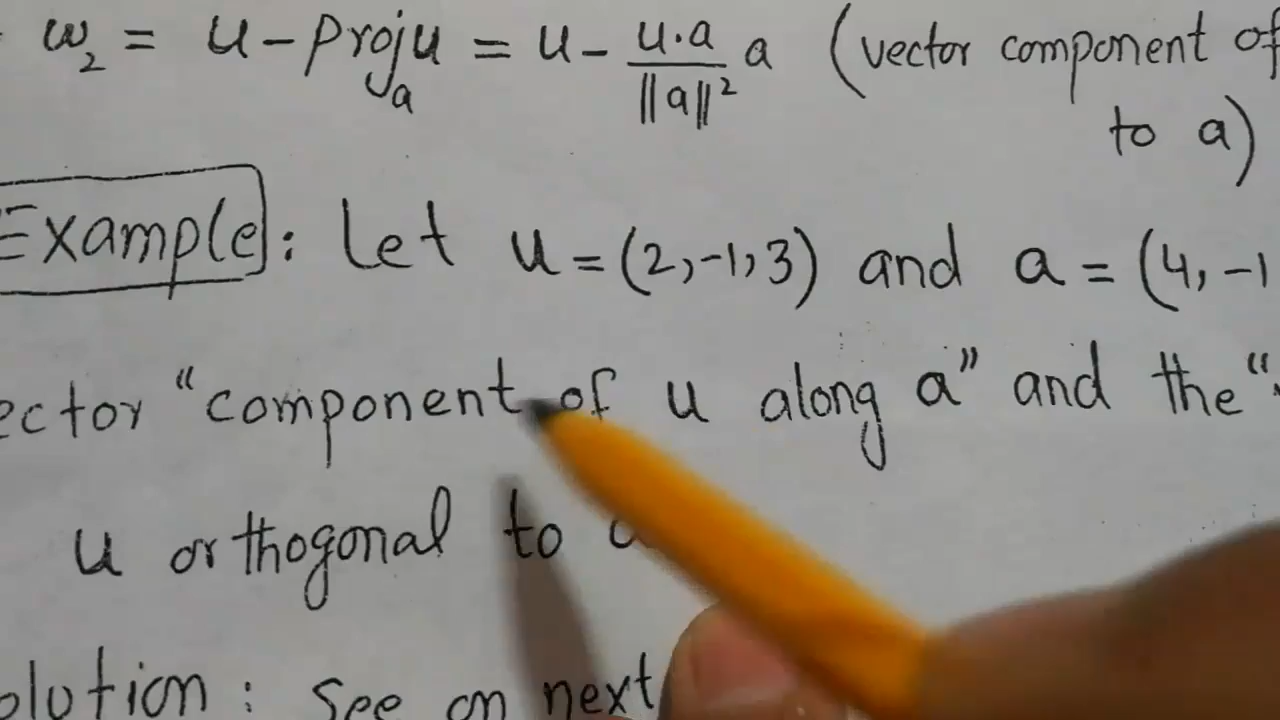 w₂ = u - proj_a u = u - u·a / ||a||² a (vector component of
to a)
Example: Let u = (2, -1, 3) and a = (4, -1
ector "component of u along a" and the "
u orthogonal to
olution : See on next